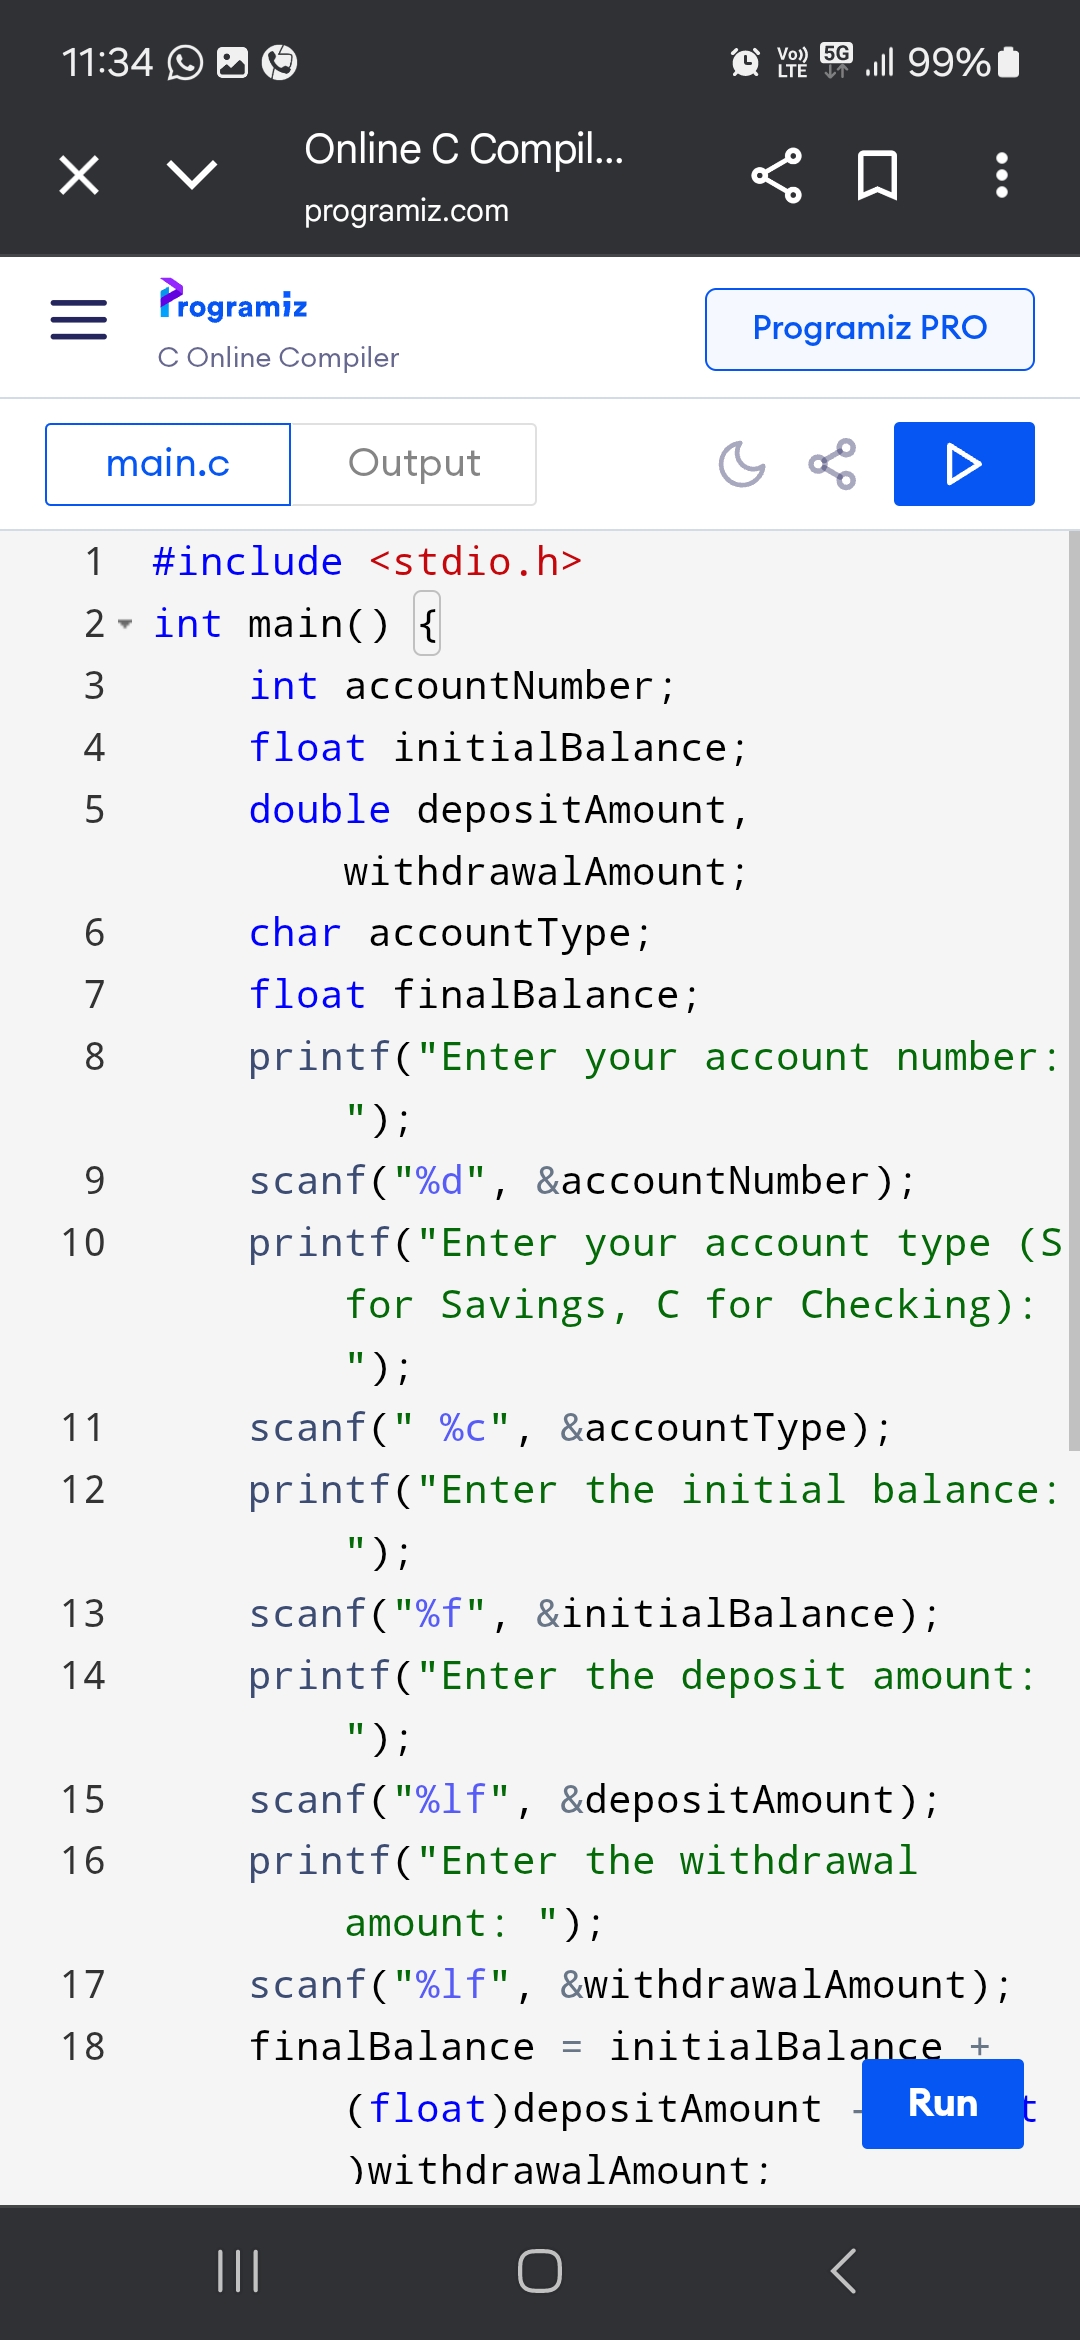 11:34
Vo)) LTE 5G 99%
Online C Compil...
programiz.com
Programiz
C Online Compiler
Programiz PRO
main.c
Output
1 #include <stdio.h>
2 int main() {
3 int accountNumber;
4 float initialBalance;
5 double depositAmount,
withdrawalAmount;
6 char accountType;
7 float finalBalance;
8 printf("Enter your account number:
");
9 scanf("%d", &accountNumber);
10 printf("Enter your account type (S
for Savings, C for Checking):
");
11 scanf(" %c", &accountType);
12 printf("Enter the initial balance:
");
13 scanf("%f", &initialBalance);
14 printf("Enter the deposit amount:
");
15 scanf("%lf", &depositAmount);
16 printf("Enter the withdrawal
amount: ");
17 scanf("%lf", &withdrawalAmount);
18 finalBalance = initialBalance +
(float)depositAmount -
)withdrawalAmount;
Run